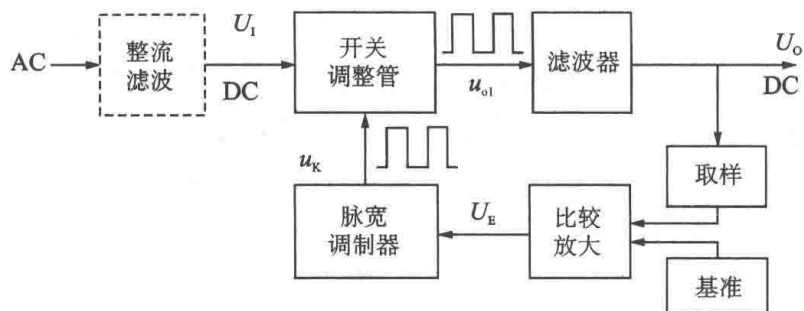 AC
整流
滤波
U_I
DC
开关
调整管
u_o1
滤波器
U_O
DC
u_K
脉宽
调制器
U_E
比较
放大
取样
基准